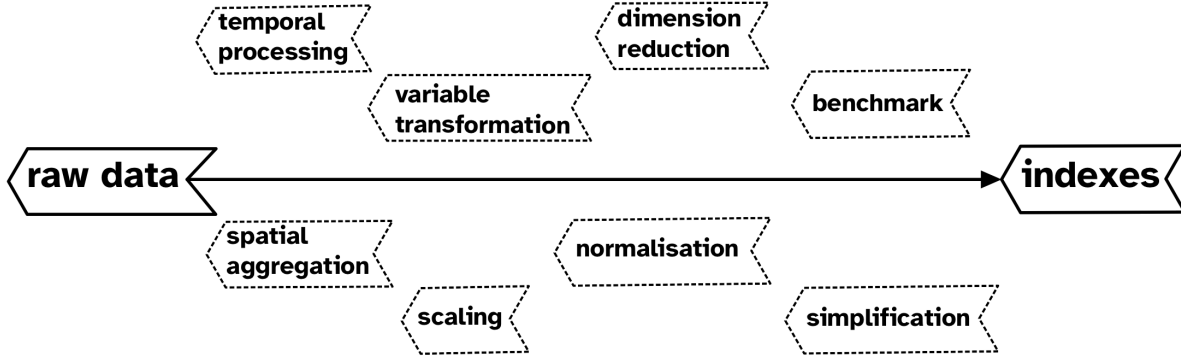 temporal
processing
dimension
reduction
variable
transformation
benchmark
raw data
indexes
spatial
aggregation
normalisation
scaling
simplification